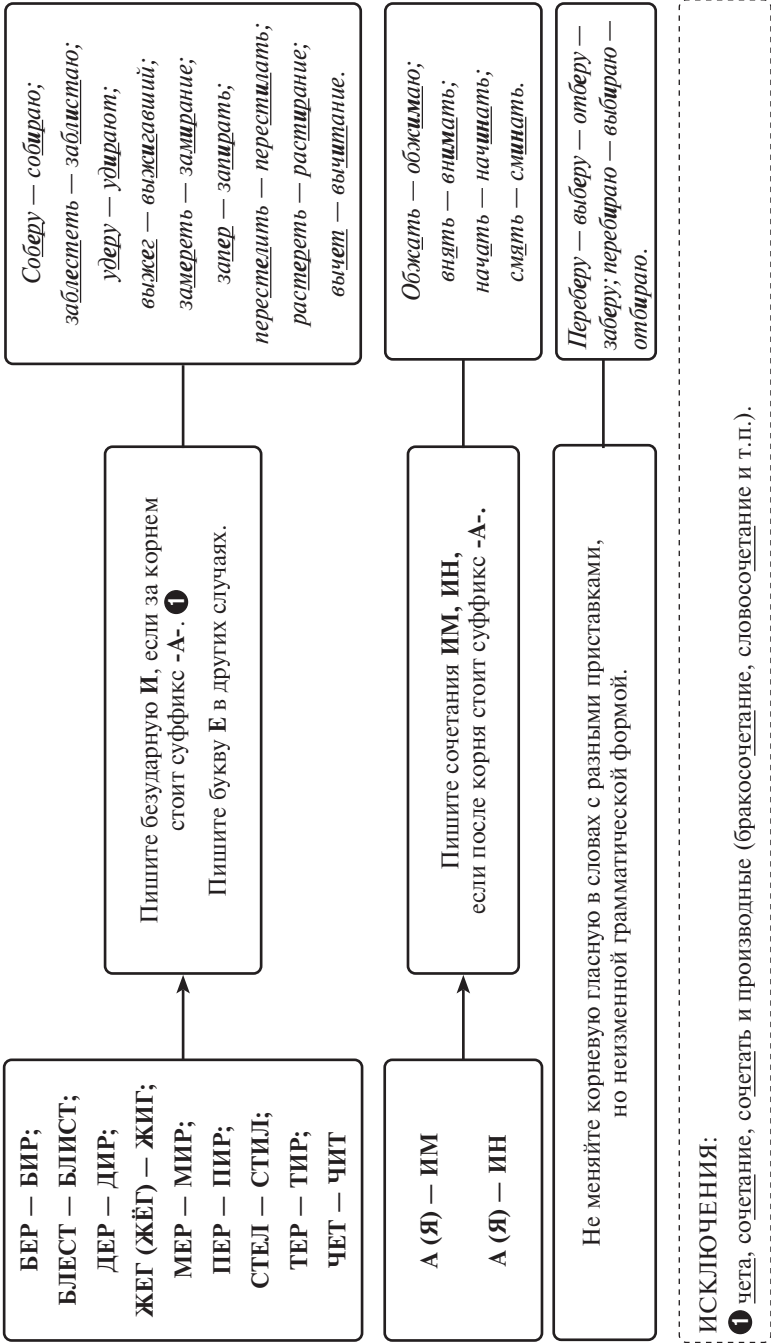 БЕР — БИР;
БЛЕСТ — БЛИСТ;
ДЕР — ДИР;
ЖЕГ (ЖЁГ) — ЖИГ;
МЕР — МИР;
ПЕР — ПИР;
СТЕЛ — СТИЛ;
ТЕР — ТИР;
ЧЕТ — ЧИТ
Пишите безударную И, если за корнем
стоит суффикс -А-. ❶
Пишите букву Е в других случаях.
Соберу — собираю;
заблестеть — заблистаю;
удеру — удирают;
выжег — выжигавший;
замереть — замирание;
запер — запирать;
перестелить — перестилать;
растереть — растирание;
вычет — вычитание.
А (Я) — ИМ
А (Я) — ИН
Пишите сочетания ИМ, ИН,
если после корня стоит суффикс -А-.
Обжать — обжимаю;
внять — внимать;
начать — начинать;
смять — сминать.
Не меняйте корневую гласную в словах с разными приставками,
но неизменной грамматической формой.
Переберу — выберу — отберу —
заберу; перебираю — выбираю —
отбираю.
ИСКЛЮЧЕНИЯ:
❶ чета, сочетание, сочетать и производные (бракосочетание, словосочетание и т.п.).